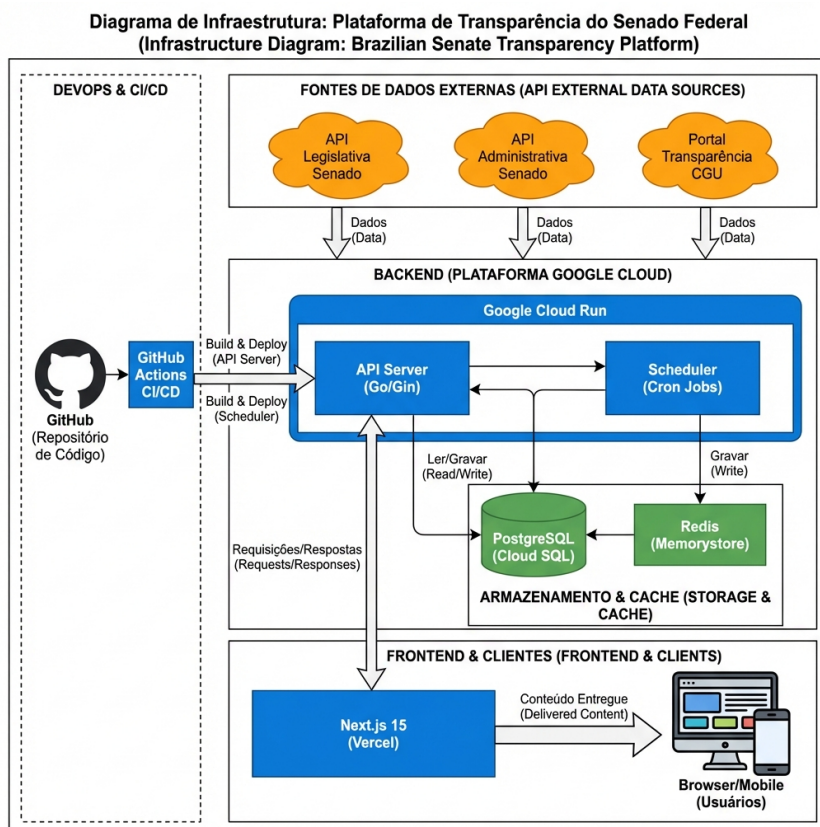 Diagrama de Infraestrutura: Plataforma de Transparência do Senado Federal
(Infrastructure Diagram: Brazilian Senate Transparency Platform)
DEVOPS & CI/CD
FONTES DE DADOS EXTERNAS (API EXTERNAL DATA SOURCES)
API
Legislativa
Senado
API
Administrativa
Senado
Portal
Transparência
CGU
Dados
(Data)
Dados
(Data)
Dados
(Data)
BACKEND (PLATAFORMA GOOGLE CLOUD)
Google Cloud Run
GitHub
(Repositório
de Código)
GitHub
Actions
CI/CD
Build & Deploy
(API Server)
Build & Deploy
(Scheduler)
API Server
(Go/Gin)
Scheduler
(Cron Jobs)
Ler/Gravar
(Read/Write)
Gravar
(Write)
PostgreSQL
(Cloud SQL)
Redis
(Memorystore)
ARMAZENAMENTO & CACHE (STORAGE &
CACHE)
Requisições/Respostas
(Requests/Responses)
FRONTEND & CLIENTES (FRONTEND & CLIENTS)
Next.js 15
(Vercel)
Conteúdo Entregue
(Delivered Content)
Browser/Mobile
(Usuários)